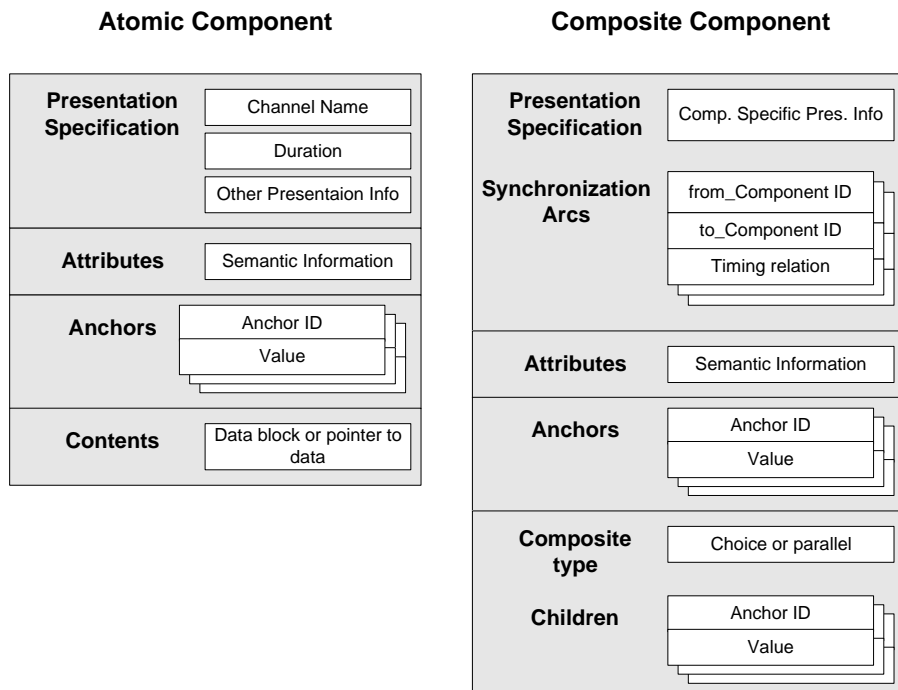 Atomic Component
Presentation
Specification
Channel Name
Duration
Other Presentaion Info
Attributes
Semantic Information
Anchors
Anchor ID
Value
Contents
Data block or pointer to
data
Composite Component
Presentation
Specification
Comp. Specific Pres. Info
Synchronization
Arcs
from_Component ID
to_Component ID
Timing relation
Attributes
Semantic Information
Anchors
Anchor ID
Value
Composite
type
Choice or parallel
Children
Anchor ID
Value